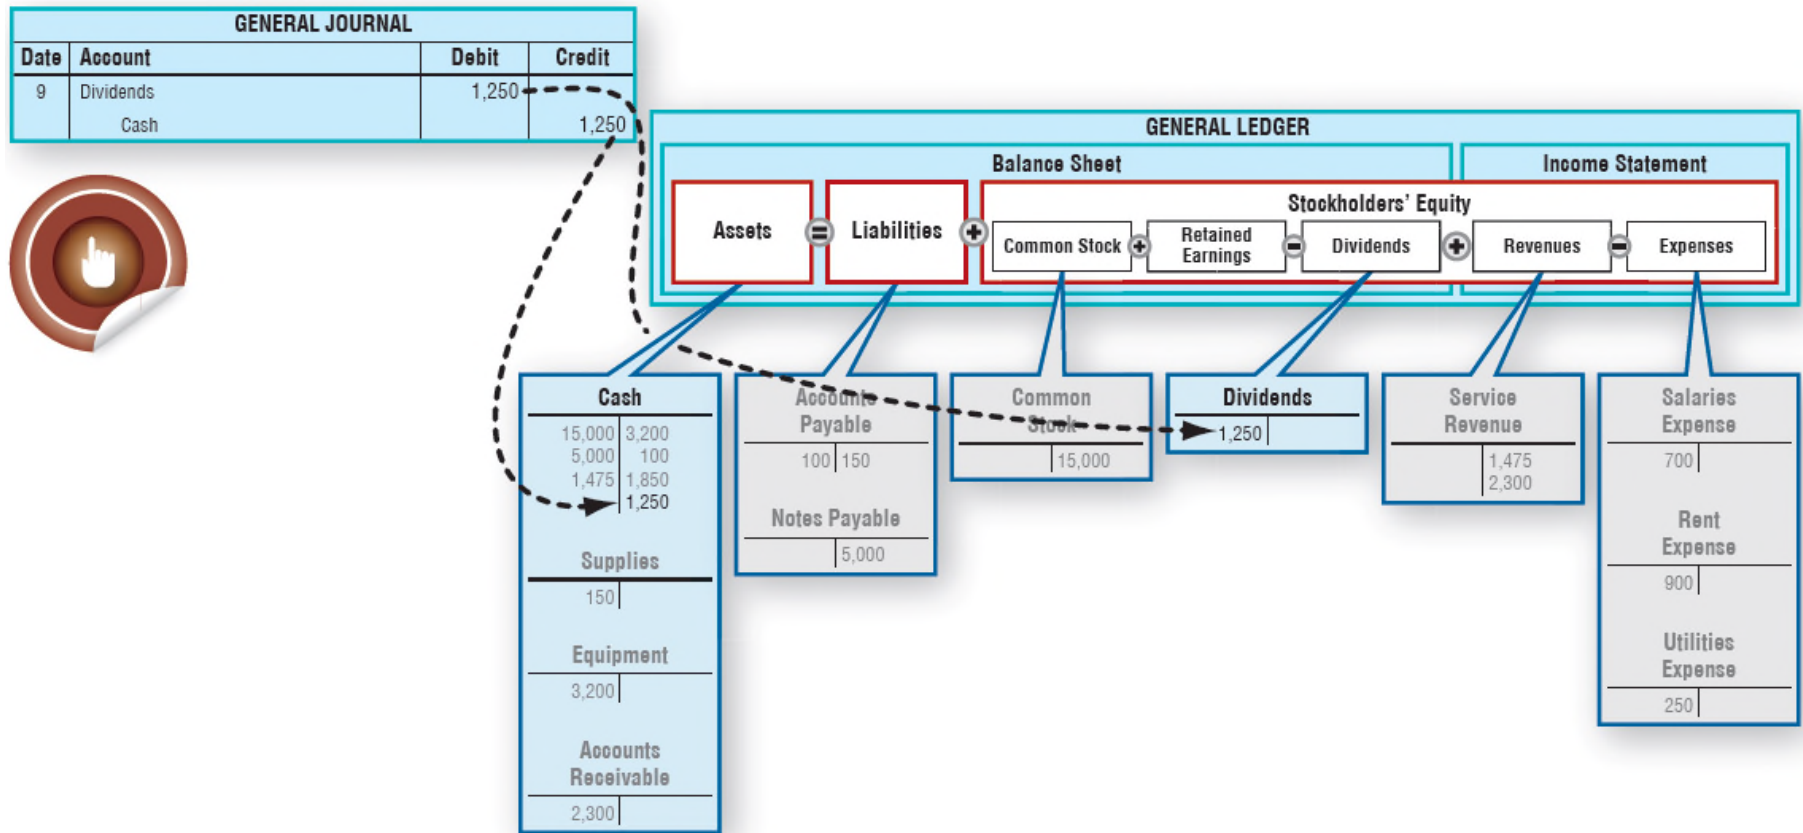 GENERAL JOURNAL
Date Account Debit Credit
9 Dividends 1,250
Cash 1,250
GENERAL LEDGER
Balance Sheet Income Statement
Stockholders' Equity
Assets = Liabilities + Common Stock + Retained Earnings − Dividends + Revenues − Expenses
Cash
15,000 3,200
5,000 100
1,475 1,850
1,250
Supplies
150
Equipment
3,200
Accounts
Receivable
2,300
Accounts
Payable
100 150
Notes Payable
5,000
Common
Stock
15,000
Dividends
1,250
Service
Revenue
1,475
2,300
Salaries
Expense
700
Rent
Expense
900
Utilities
Expense
250